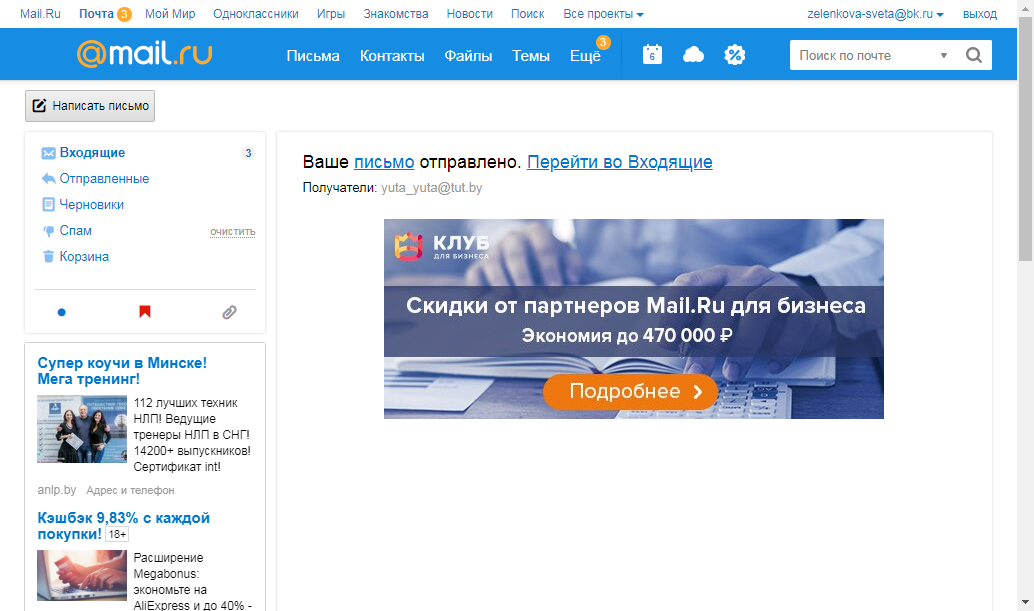 Mail.Ru Почта 3 Мой Мир Одноклассники Игры Знакомства Новости Поиск Все проекты zelenkova-sveta@bk.ru выход
@mail.ru Письма Контакты Файлы Темы Ещё 3 6 % Поиск по почте
Написать письмо
Входящие 3
Отправленные
Черновики
Спам очистить
Корзина
Ваше письмо отправлено. Перейти во Входящие
Получатели: yuta_yuta@tut.by
КЛУБ
ДЛЯ БИЗНЕСА
Скидки от партнеров Mail.Ru для бизнеса
Экономия до 470 000 ₽
Подробнее
Супер коучи в Минске!
Мега тренинг!
112 лучших техник
НЛП! Ведущие
тренеры НЛП в СНГ!
14200+ выпускников!
Сертификат int!
anlp.by Адрес и телефон
Кэшбэк 9,83% с каждой
покупки! 18+
Расширение
Megabonus:
экономьте на
AliExpress и до 40% -